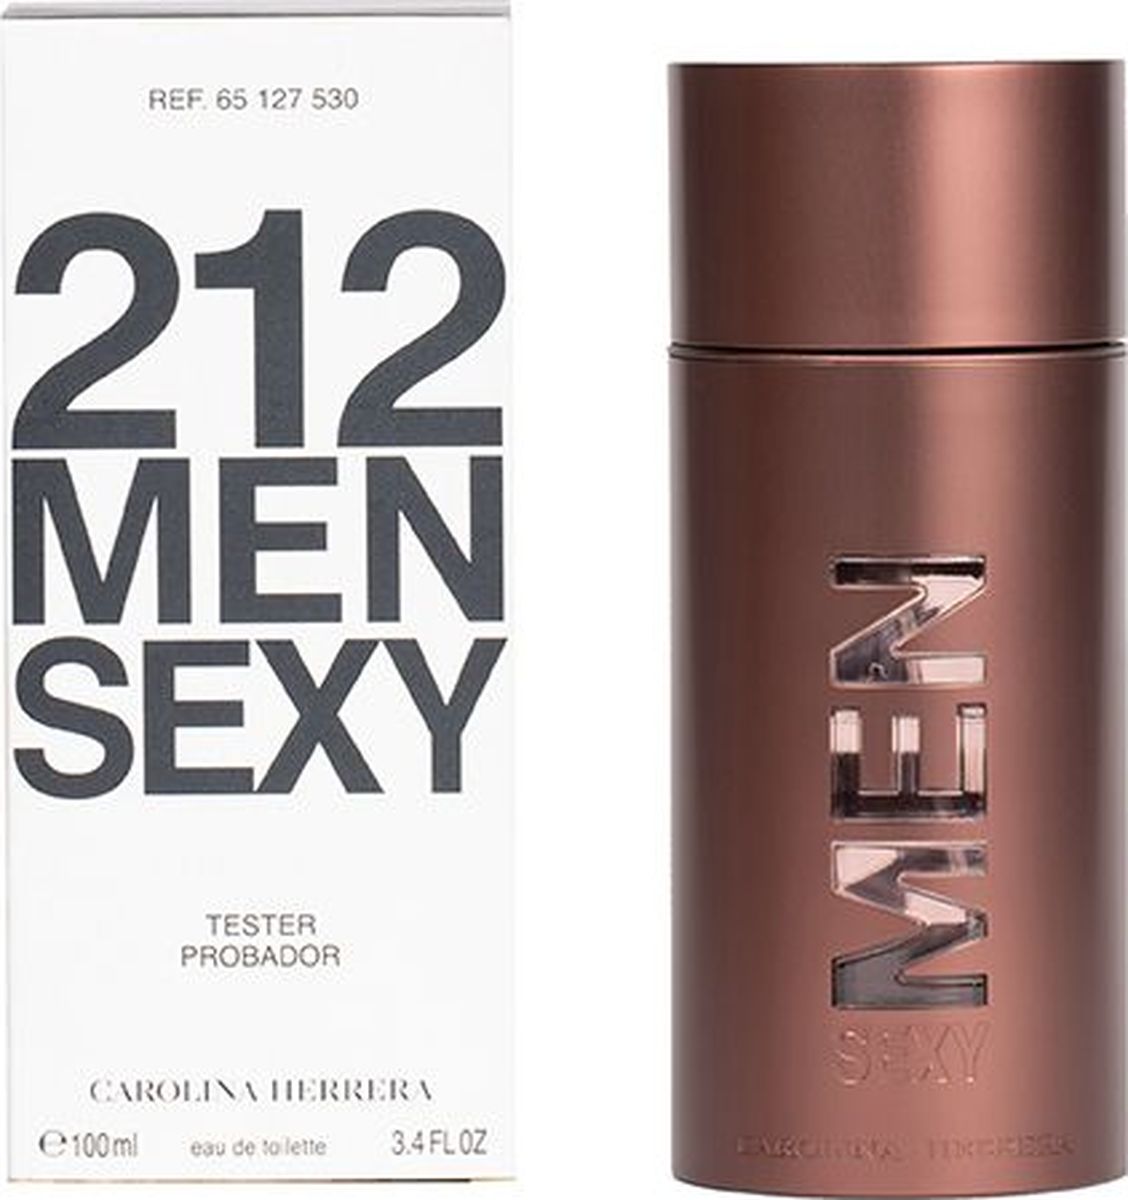 REF. 65 127 530
212
MEN
SEXY
TESTER
PROBADOR
CAROLINA HERRERA
℮100ml eau de toilette 3.4 FL OZ
MEN
SEXY
CAROLINA HERRERA